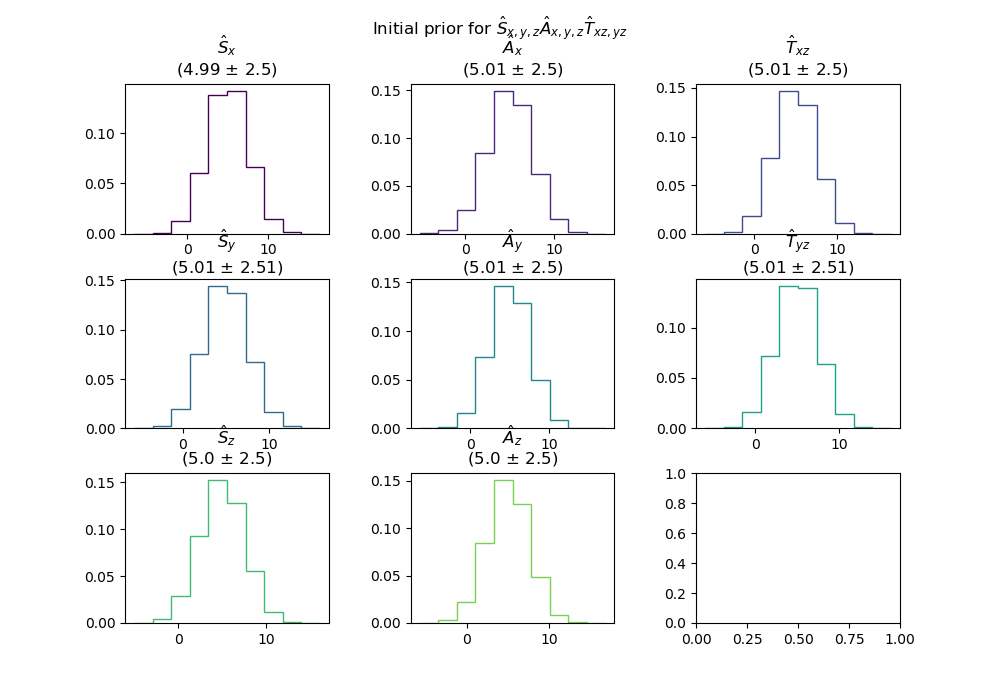 Initial prior for Ŝx,y,zÂx,y,zT̂xz,yz
Ŝx Âx T̂xz
(4.99 ± 2.5) (5.01 ± 2.5) (5.01 ± 2.5)
0.15 0.15
0.10 0.10 0.10
0.05 0.05 0.05
0.00 0.00 0.00
0 10 0 10 0 10
Ŝy Ây T̂yz
(5.01 ± 2.51) (5.01 ± 2.5) (5.01 ± 2.51)
0.15 0.15
0.10 0.10 0.10
0.05 0.05 0.05
0.00 0.00 0.00
0 10 0 10 0 10
Ŝz Âz
(5.0 ± 2.5) (5.0 ± 2.5)
0.15 0.15 1.0
0.8
0.10 0.10 0.6
0.4
0.05 0.05 0.2
0.00 0.00 0.0
0 10 0 10 0.00 0.25 0.50 0.75 1.00